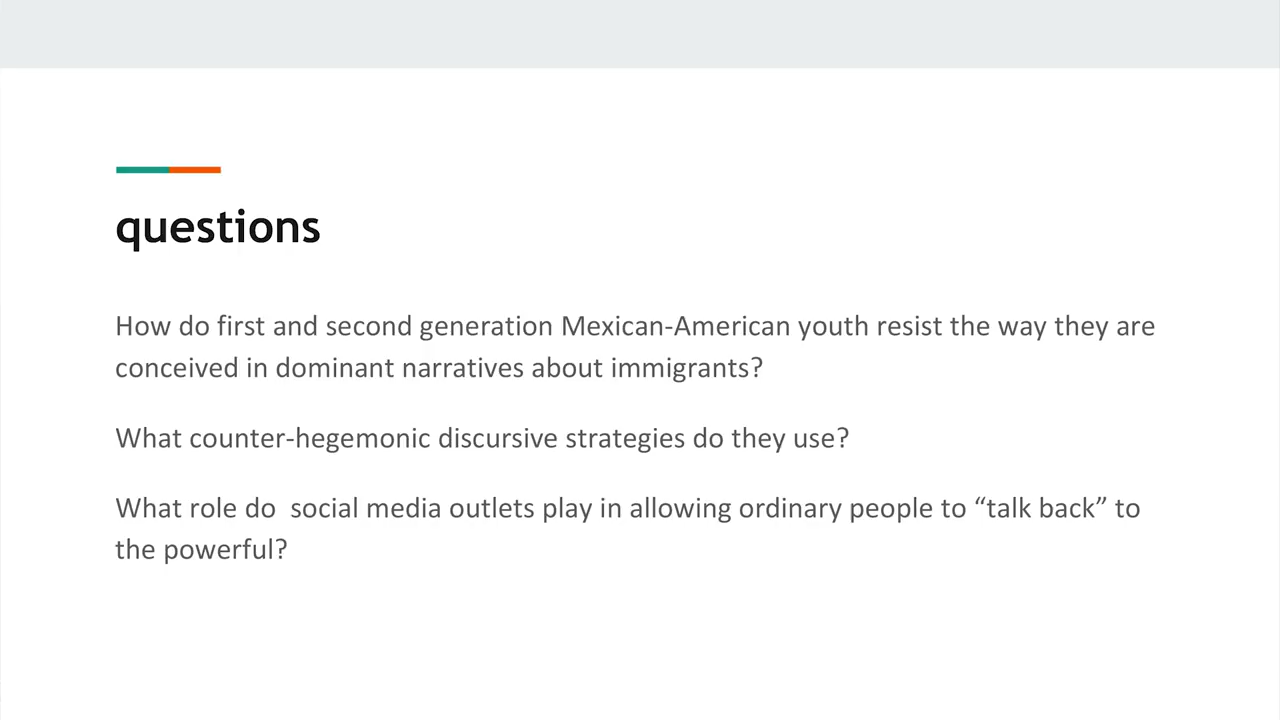 questions
How do first and second generation Mexican-American youth resist the way they are
conceived in dominant narratives about immigrants?
What counter-hegemonic discursive strategies do they use?
What role do  social media outlets play in allowing ordinary people to “talk back” to
the powerful?